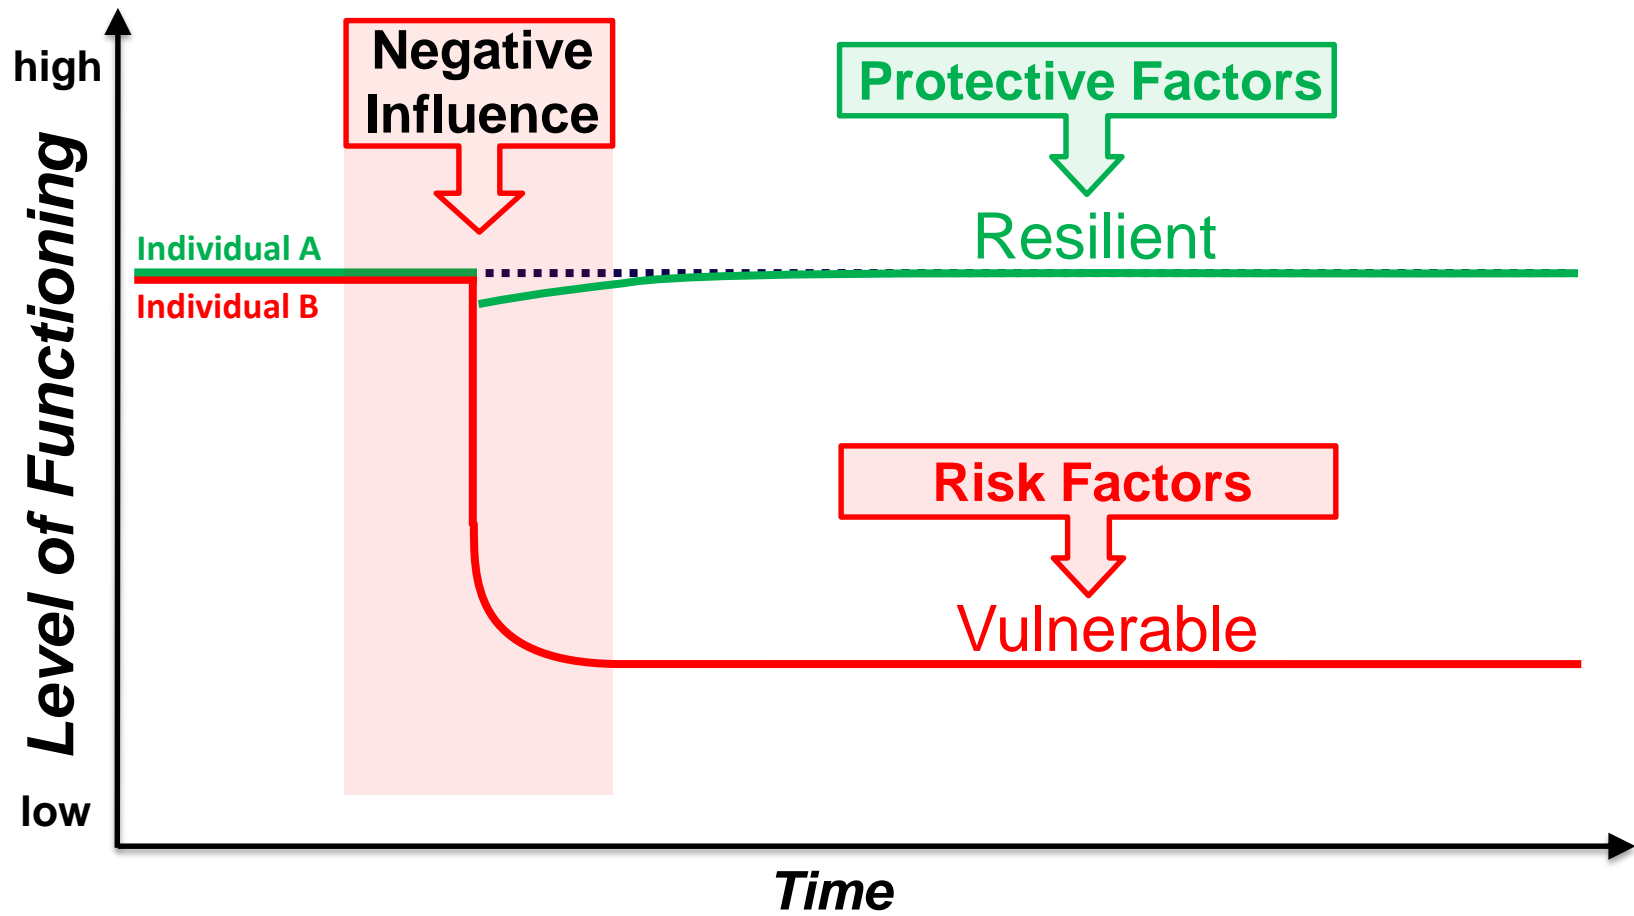 high
Negative
Influence
Protective Factors
Resilient
Individual A
Individual B
Level of Functioning
Risk Factors
Vulnerable
low
Time